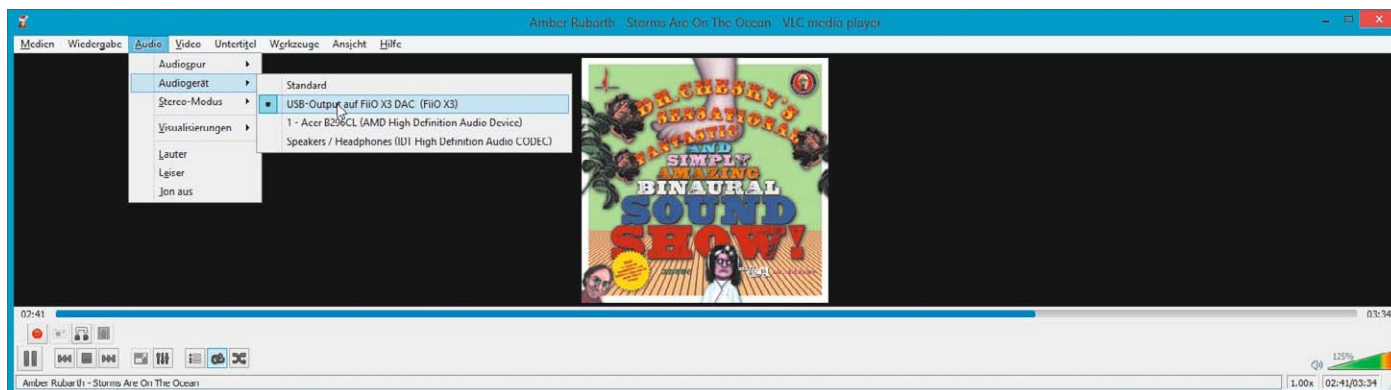 Amber Rubarth - Storms Are On The Ocean - VLC media player
Medien Wiedergabe Audio Video Untertitel Werkzeuge Ansicht Hilfe
Audiospur
Audiogerät
Stereo-Modus
Visualisierungen
Lauter
Leiser
Ton aus
Standard
USB-Output auf FiiO X3 DAC (FiiO X3)
1 - Acer B296CL (AMD High Definition Audio Device)
Speakers / Headphones (IDT High Definition Audio CODEC)
DR. CHESKY'S
SENSATIONAL
FANTASTIC
AND
SIMPLY
AMAZING
BINAURAL
SOUND
SHOW!
02:41
03:34
125%
Amber Rubarth - Storms Are On The Ocean
1.00x
02:41/03:34